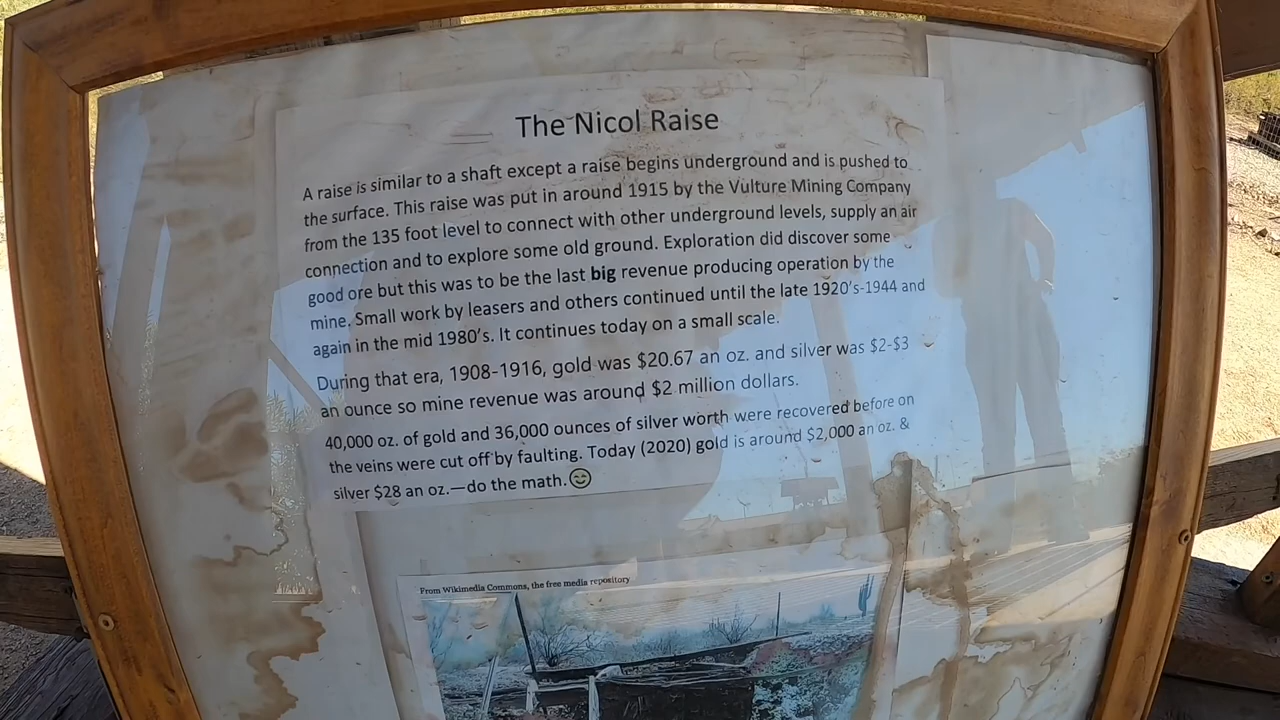 The Nicol Raise
A raise is similar to a shaft except a raise begins underground and is pushed to
the surface. This raise was put in around 1915 by the Vulture Mining Company
from the 135 foot level to connect with other underground levels, supply an air
connection and to explore some old ground. Exploration did discover some
good ore but this was to be the last big revenue producing operation by the
mine. Small work by leasers and others continued until the late 1920's-1944 and
again in the mid 1980's. It continues today on a small scale.
During that era, 1908-1916, gold was $20.67 an oz. and silver was $2-$3
an ounce so mine revenue was around $2 million dollars.
40,000 oz. of gold and 36,000 ounces of silver worth were recovered before on
the veins were cut off by faulting. Today (2020) gold is around $2,000 an oz. &
silver $28 an oz.—do the math.
From Wikimedia Commons, the free media repository